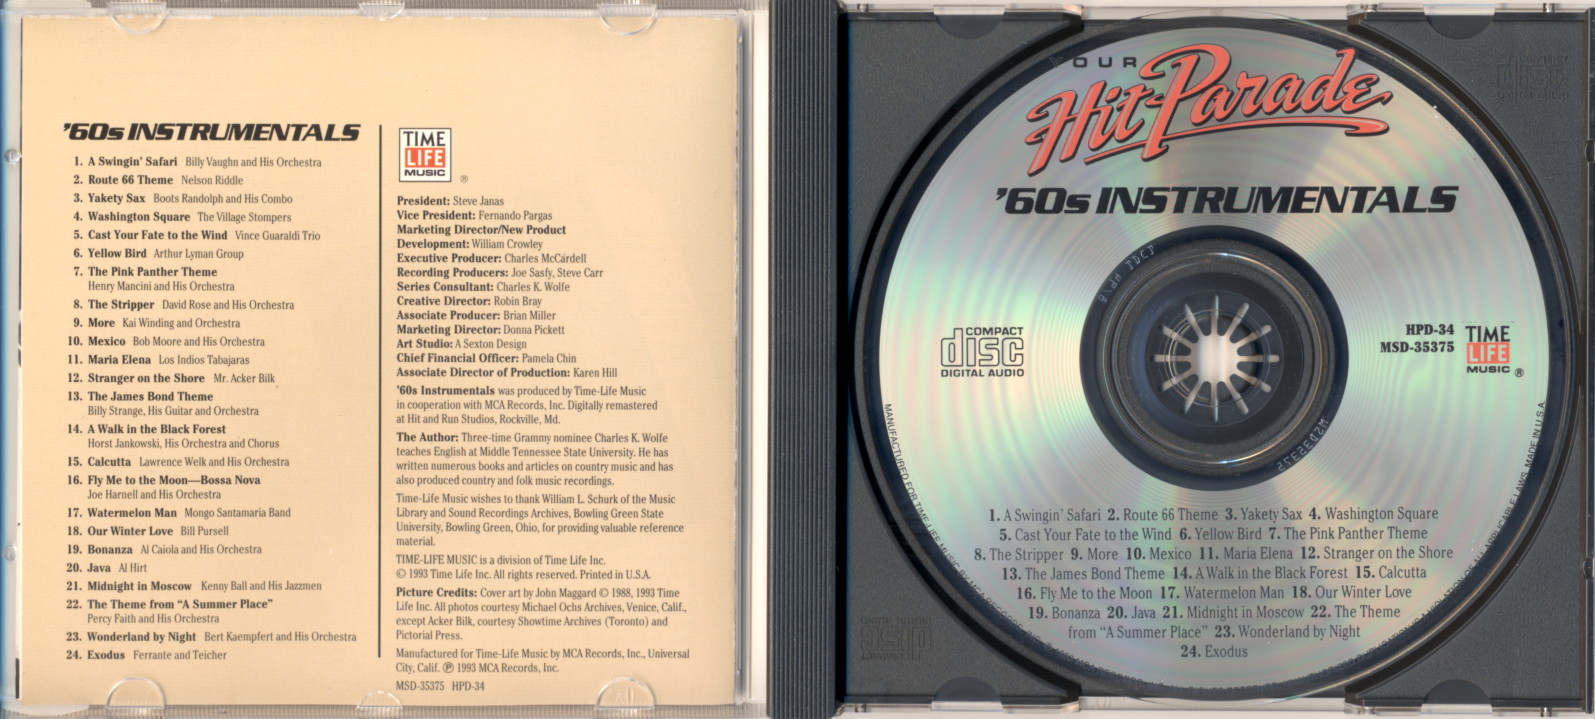 '60s INSTRUMENTALS
1. A Swingin' Safari Billy Vaughn and His Orchestra
2. Route 66 Theme Nelson Riddle
3. Yakety Sax Boots Randolph and His Combo
4. Washington Square The Village Stompers
5. Cast Your Fate to the Wind Vince Guaraldi Trio
6. Yellow Bird Arthur Lyman Group
7. The Pink Panther Theme
Henry Mancini and His Orchestra
8. The Stripper David Rose and His Orchestra
9. More Kai Winding and Orchestra
10. Mexico Bob Moore and His Orchestra
11. Maria Elena Los Indios Tabajaras
12. Stranger on the Shore Mr. Acker Bilk
13. The James Bond Theme
Billy Strange, His Guitar and Orchestra
14. A Walk in the Black Forest
Horst Jankowski, His Orchestra and Chorus
15. Calcutta Lawrence Welk and His Orchestra
16. Fly Me to the Moon—Bossa Nova
Joe Harnell and His Orchestra
17. Watermelon Man Mongo Santamaria Band
18. Our Winter Love Bill Pursell
19. Bonanza Al Caiola and His Orchestra
20. Java Al Hirt
21. Midnight in Moscow Kenny Ball and His Jazzmen
22. The Theme from “A Summer Place”
Percy Faith and His Orchestra
23. Wonderland by Night Bert Kaempfert and His Orchestra
24. Exodus Ferrante and Teicher
TIME
LIFE
MUSIC
®
President: Steve Janas
Vice President: Fernando Pargas
Marketing Director/New Product
Development: William Crowley
Executive Producer: Charles McCardell
Recording Producers: Joe Sasfy, Steve Carr
Series Consultant: Charles K. Wolfe
Creative Director: Robin Bray
Associate Producer: Brian Miller
Marketing Director: Donna Pickett
Art Studio: A Sexton Design
Chief Financial Officer: Pamela Chin
Associate Director of Production: Karen Hill
'60s Instrumentals was produced by Time-Life Music
in cooperation with MCA Records, Inc. Digitally remastered
at Hit and Run Studios, Rockville, Md.
The Author: Three-time Grammy nominee Charles K. Wolfe
teaches English at Middle Tennessee State University. He has
written numerous books and articles on country music and has
also produced country and folk music recordings.
Time-Life Music wishes to thank William L. Schurk of the Music
Library and Sound Recordings Archives, Bowling Green State
University, Bowling Green, Ohio, for providing valuable reference
material.
TIME-LIFE MUSIC is a division of Time Life Inc.
© 1993 Time Life Inc. All rights reserved. Printed in U.S.A.
Picture Credits: Cover art by John Maggard © 1988, 1993 Time
Life Inc. All photos courtesy Michael Ochs Archives, Venice, Calif.,
except Acker Bilk, courtesy Showtime Archives (Toronto) and
Pictorial Press.
Manufactured for Time-Life Music by MCA Records, Inc., Universal
City, Calif. ℗ 1993 MCA Records, Inc.
MSD-35375 HPD-34
YOUR
Hit Parade
'60s INSTRUMENTALS
COMPACT
disc
DIGITAL AUDIO
HPD-34
MSD-35375
TIME
LIFE
MUSIC ®
1. A Swingin' Safari 2. Route 66 Theme 3. Yakety Sax 4. Washington Square
5. Cast Your Fate to the Wind 6. Yellow Bird 7. The Pink Panther Theme
8. The Stripper 9. More 10. Mexico 11. Maria Elena 12. Stranger on the Shore
13. The James Bond Theme 14. A Walk in the Black Forest 15. Calcutta
16. Fly Me to the Moon 17. Watermelon Man 18. Our Winter Love
19. Bonanza 20. Java 21. Midnight in Moscow 22. The Theme
from “A Summer Place” 23. Wonderland by Night
24. Exodus
MANUFACTURED FOR TIME-LIFE MUSIC BY
APPLICABLE LAWS. MADE IN U.S.A.